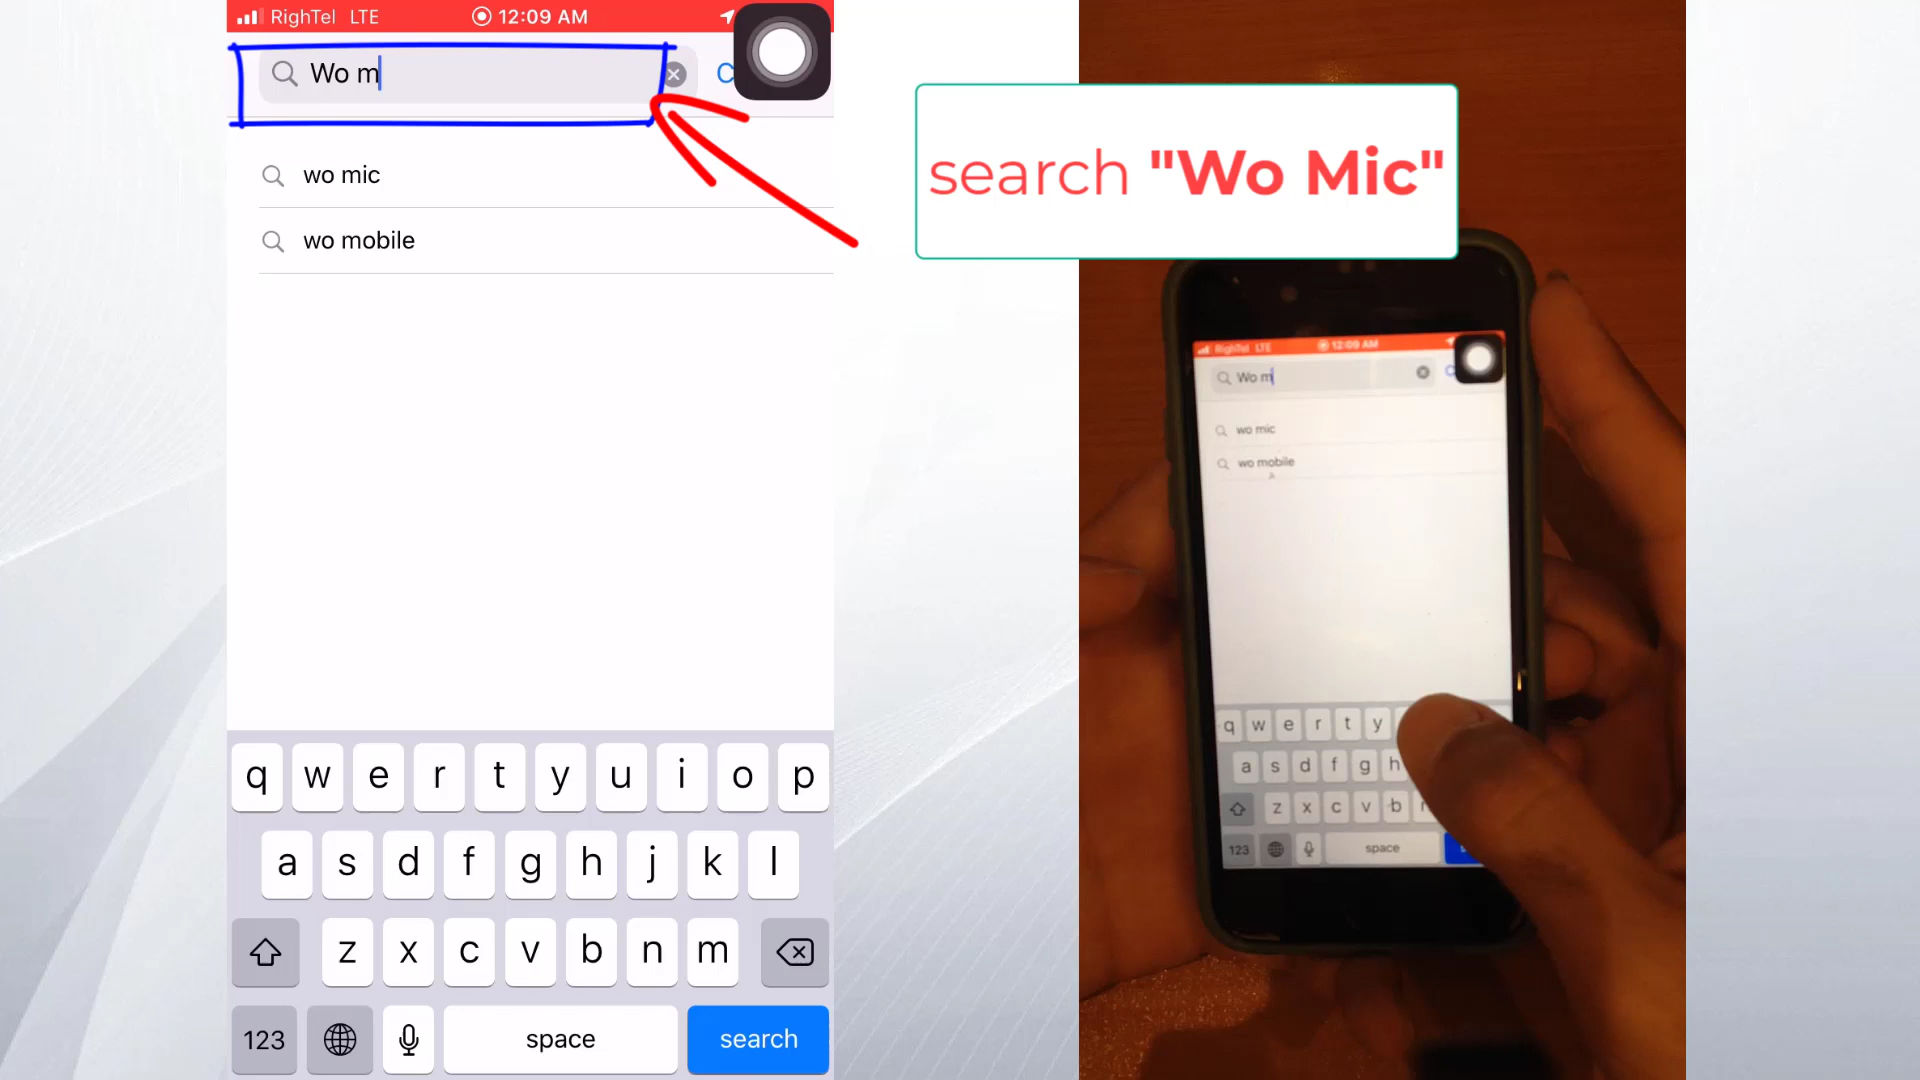 RighTel LTE 12:09 AM
Wo m
C
wo mic
wo mobile
q w e r t y u i o p
a s d f g h j k l
z x c v b n m
123 space search
search "Wo Mic"
RighTel LTE 12:09 AM
Wo m
C
wo mic
wo mobile
q w e r t y
a s d f g h
z x c v b
123 space